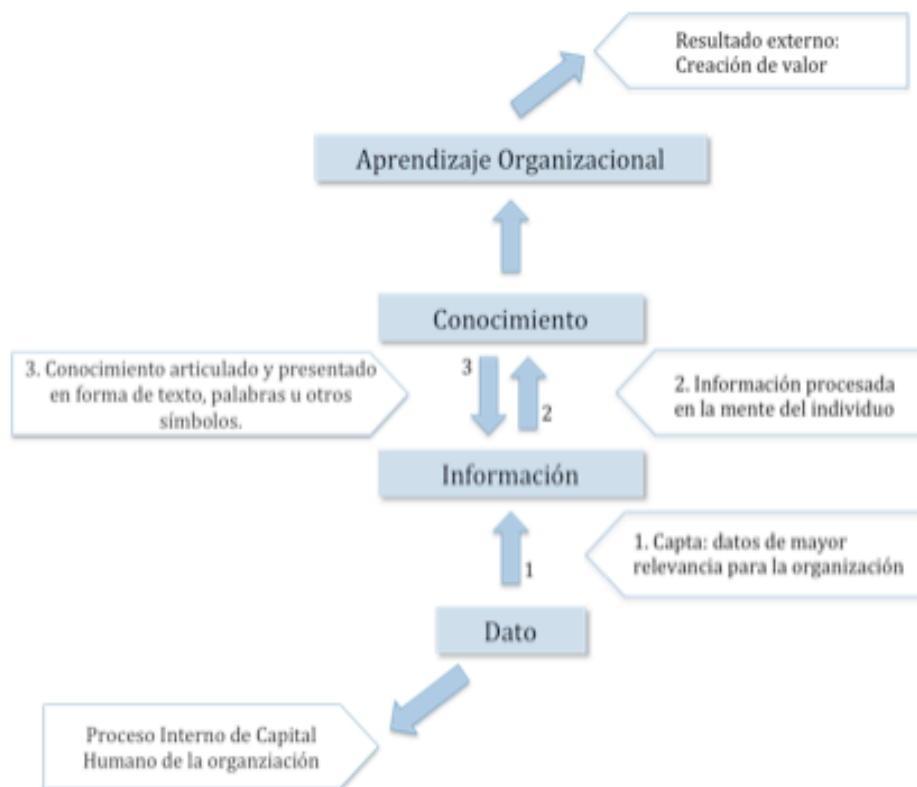 Resultado externo:
Creación de valor
Aprendizaje Organizacional
Conocimiento
3. Conocimiento articulado y presentado
en forma de texto, palabras u otros
símbolos.
3
2
2. Información procesada
en la mente del individuo
Información
1. Capta: datos de mayor
relevancia para la organización
1
Dato
Proceso Interno de Capital
Humano de la organziación